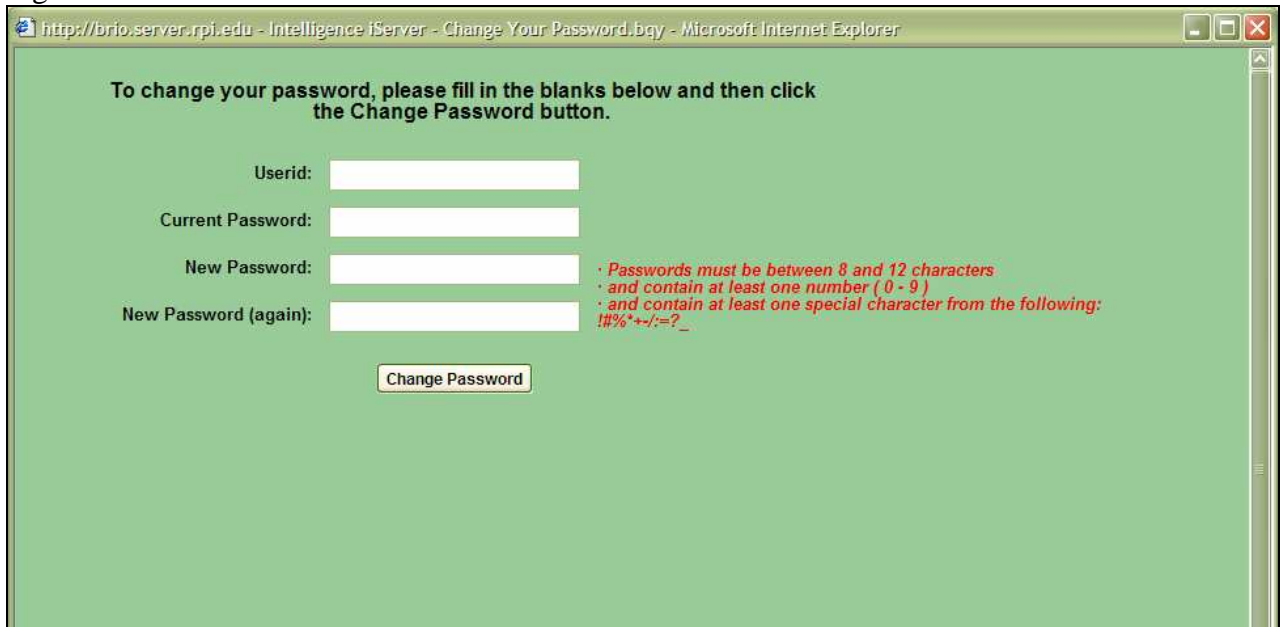 http://brio.server.rpi.edu - Intelligence iServer - Change Your Password.bqy - Microsoft Internet Explorer
To change your password, please fill in the blanks below and then click
the Change Password button.
Userid:
Current Password:
New Password:
· Passwords must be between 8 and 12 characters
· and contain at least one number ( 0 - 9 )
· and contain at least one special character from the following:
!#%*+-/:=?_
New Password (again):
Change Password